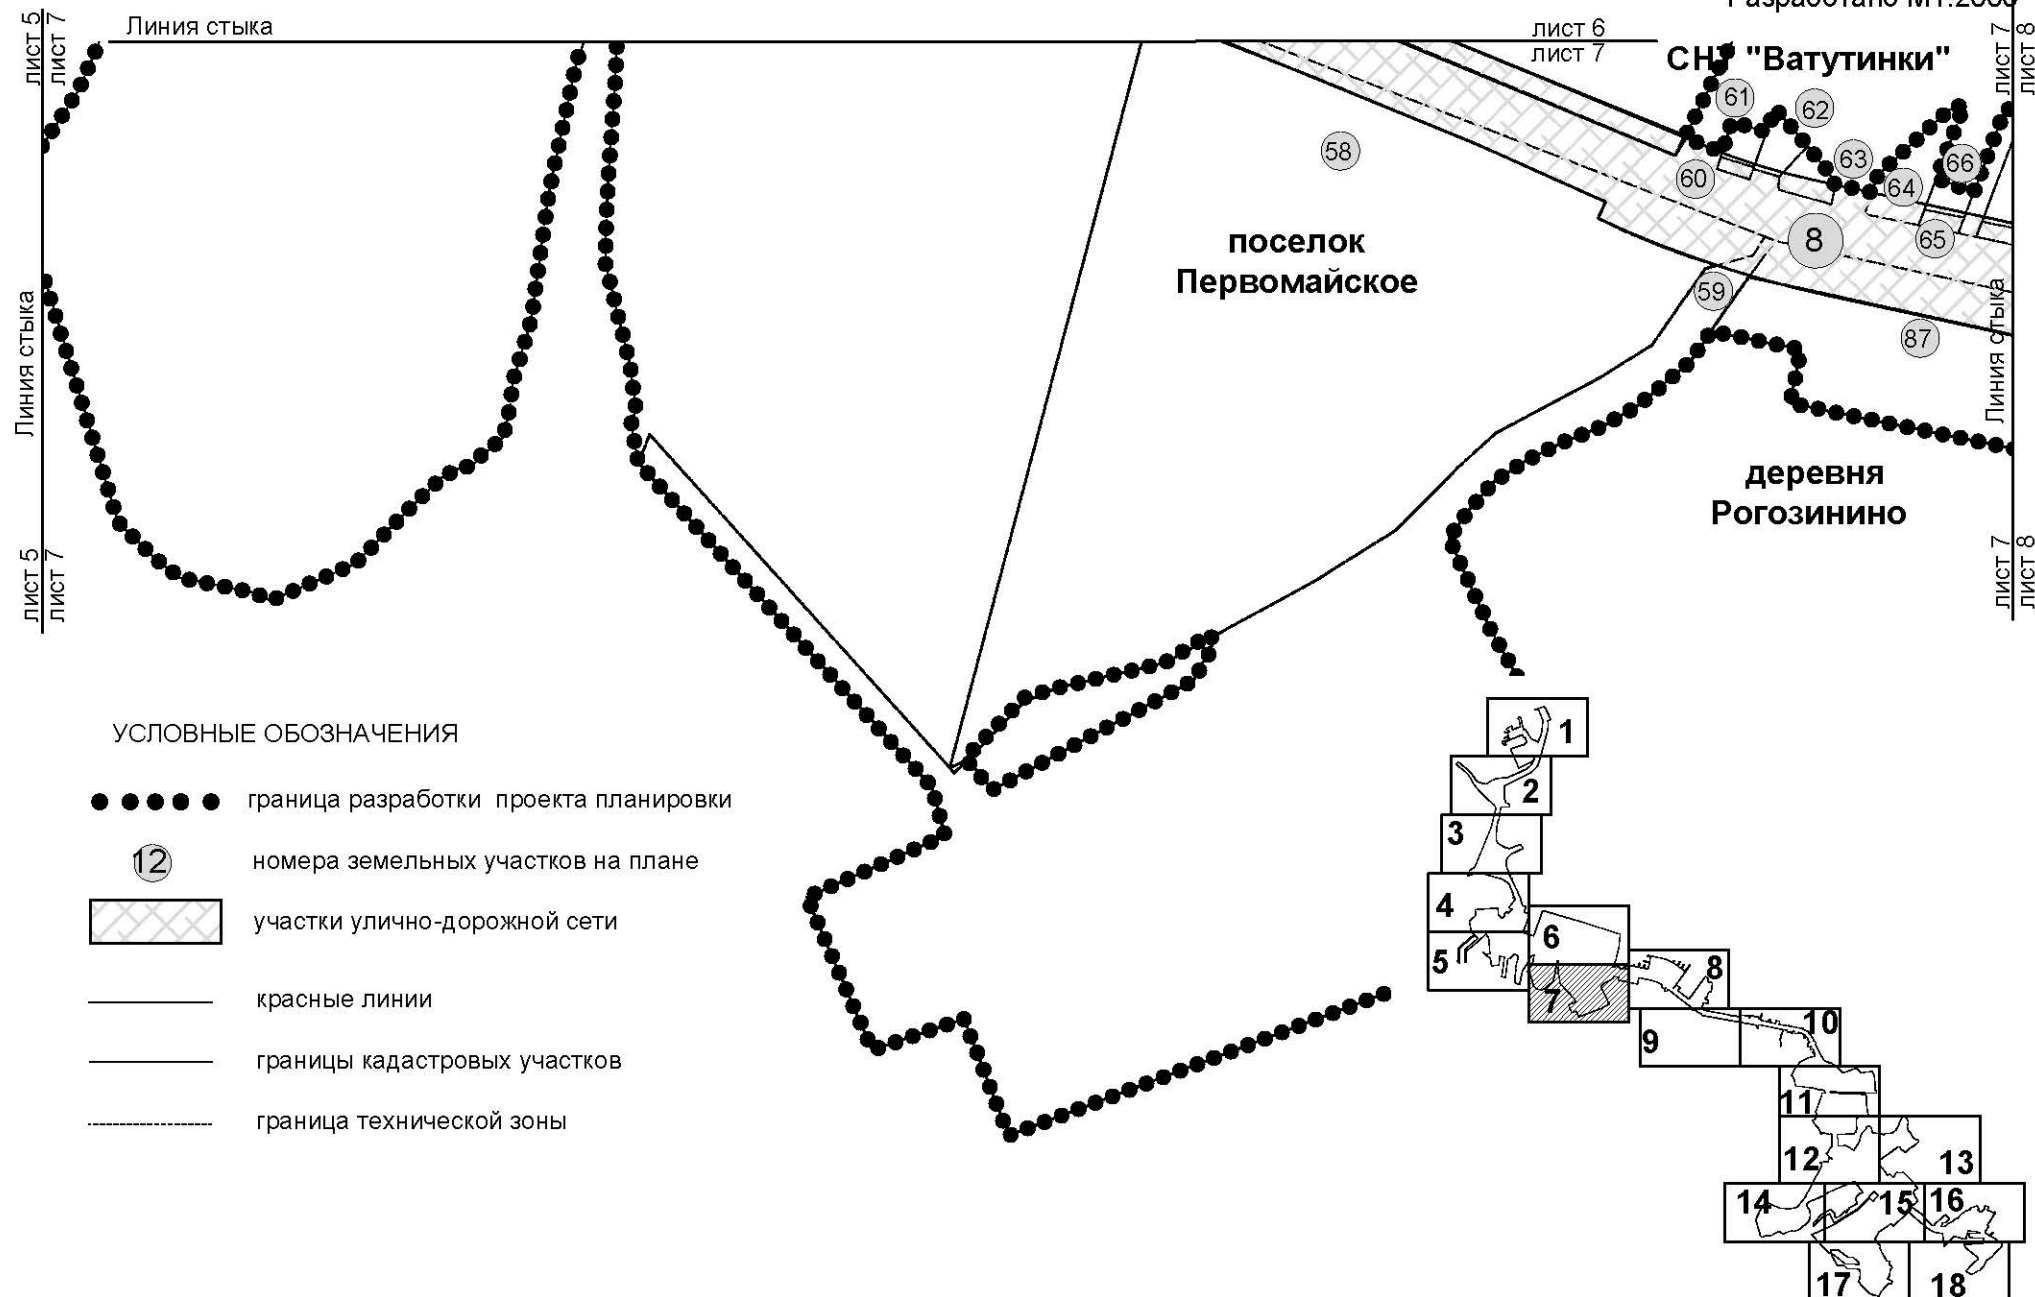 Разработано М1:2000
лист 5
лист 7
Линия стыка
лист 6
лист 7
лист 7
лист 8
СНТ "Ватутинки"
61
62
58
63
66
60
64
8
65
поселок
Первомайское
59
87
Линия стыка
Линия стыка
деревня
Рогозинино
лист 5
лист 7
лист 7
лист 8
УСЛОВНЫЕ ОБОЗНАЧЕНИЯ
граница разработки проекта планировки
12
номера земельных участков на плане
участки улично-дорожной сети
красные линии
границы кадастровых участков
граница технической зоны
1
2
3
4
5
6
7
8
9
10
11
12
13
14
15
16
17
18